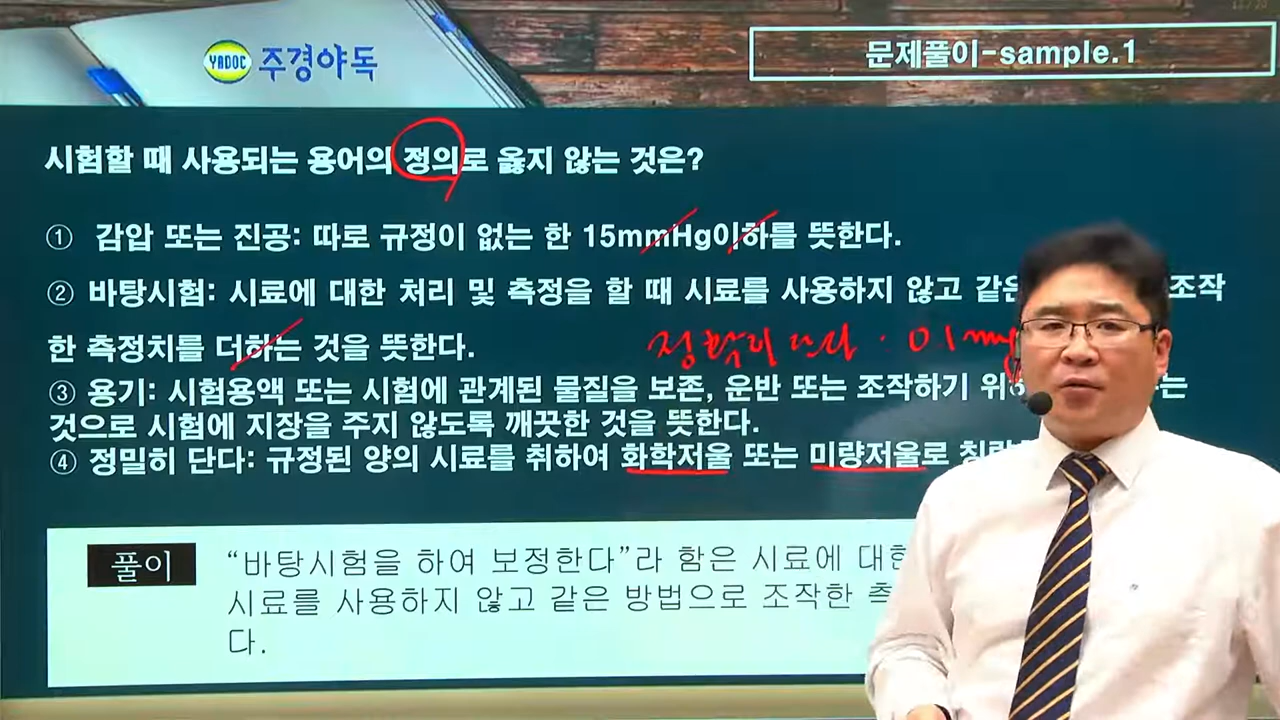 YADOC 주경야독
문제풀이-sample.1
시험할 때 사용되는 용어의 정의로 옳지 않는 것은?
① 감압 또는 진공: 따로 규정이 없는 한 15mmHg이하를 뜻한다.
② 바탕시험: 시료에 대한 처리 및 측정을 할 때 시료를 사용하지 않고 같은 조작
한 측정치를 더하는 것을 뜻한다.
정확히 단다 · 0.1mg
③ 용기: 시험용액 또는 시험에 관계된 물질을 보존, 운반 또는 조작하기 는
것으로 시험에 지장을 주지 않도록 깨끗한 것을 뜻한다.
④ 정밀히 단다: 규정된 양의 시료를 취하여 화학저울 또는 미량저울로
풀이
“바탕시험을 하여 보정한다”라 함은 시료에
시료를 사용하지 않고 같은 방법으로 조작한
다.